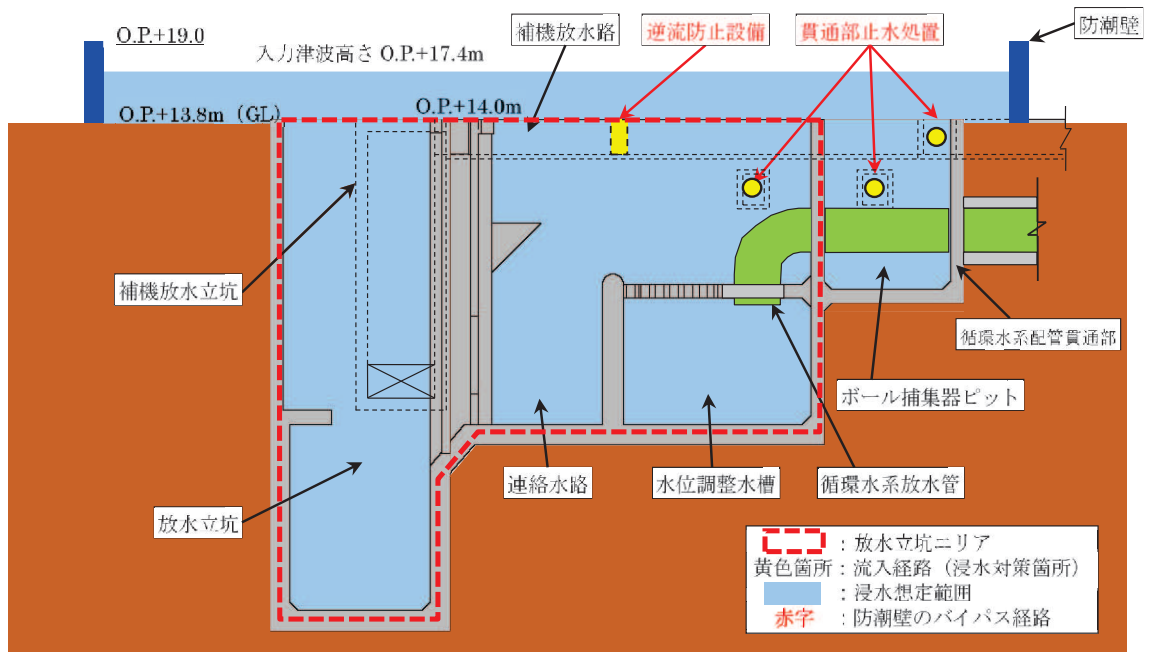 O.P.+19.0
入力津波高さ O.P.+17.4m
補機放水路
逆流防止設備
貫通部止水処置
防潮壁
O.P.+13.8m（GL）
O.P.+14.0m
補機放水立坑
循環水系配管貫通部
ボール捕集器ピット
連絡水路
水位調整水槽
循環水系放水管
放水立坑
：放水立坑エリア
黄色箇所：流入経路（浸水対策箇所）
：浸水想定範囲
赤字：防潮壁のバイパス経路